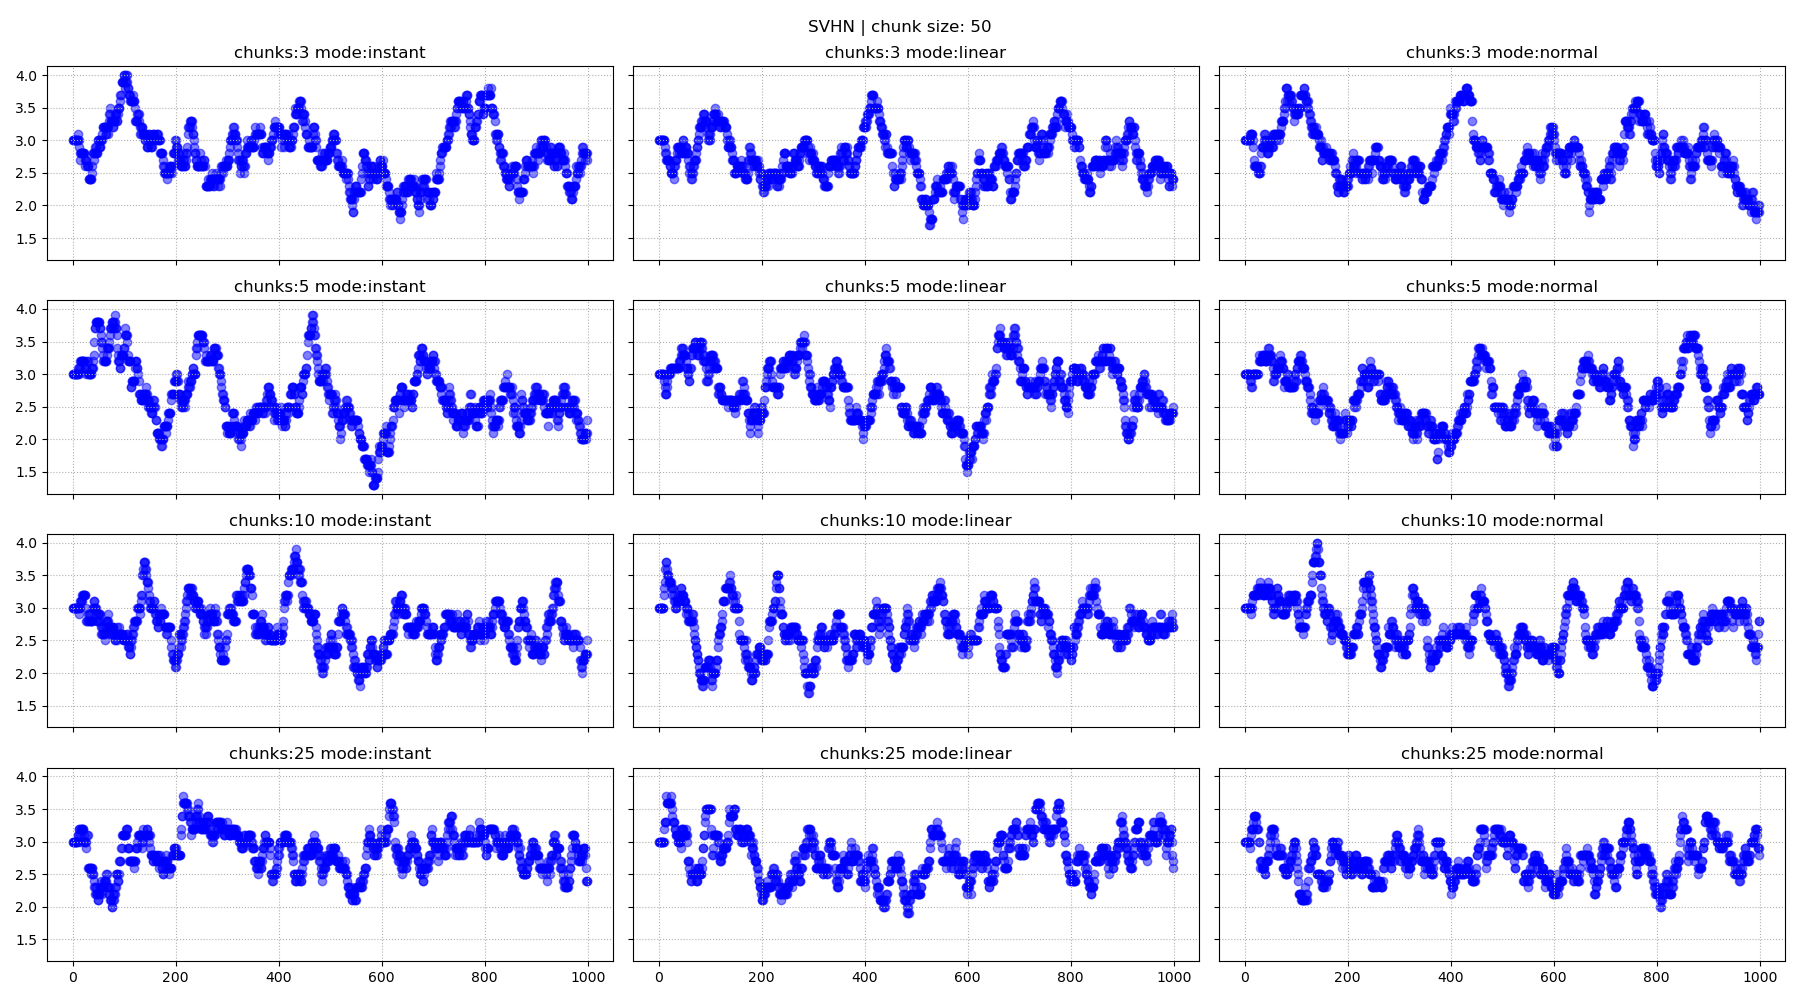 SVHN | chunk size: 50
chunks:3 mode:instant
chunks:3 mode:linear
chunks:3 mode:normal
4.0
3.5
3.0
2.5
2.0
1.5
chunks:5 mode:instant
chunks:5 mode:linear
chunks:5 mode:normal
4.0
3.5
3.0
2.5
2.0
1.5
chunks:10 mode:instant
chunks:10 mode:linear
chunks:10 mode:normal
4.0
3.5
3.0
2.5
2.0
1.5
chunks:25 mode:instant
chunks:25 mode:linear
chunks:25 mode:normal
4.0
3.5
3.0
2.5
2.0
1.5
0 200 400 600 800 1000
0 200 400 600 800 1000
0 200 400 600 800 1000